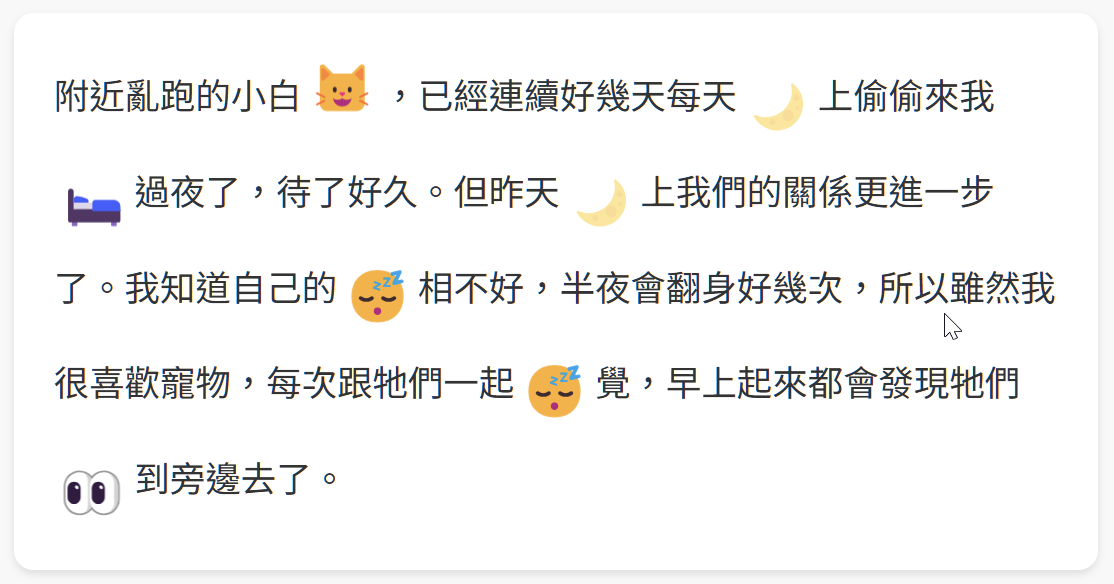 附近亂跑的小白 😺 ，已經連續好幾天每天 🌙 上偷偷來我
🛏️ 過夜了，待了好久。但昨天 🌙 上我們的關係更進一步
了。我知道自己的 😴 相不好，半夜會翻身好幾次，所以雖然我
很喜歡寵物，每次跟牠們一起 😴 覺，早上起來都會發現牠們
👀 到旁邊去了。